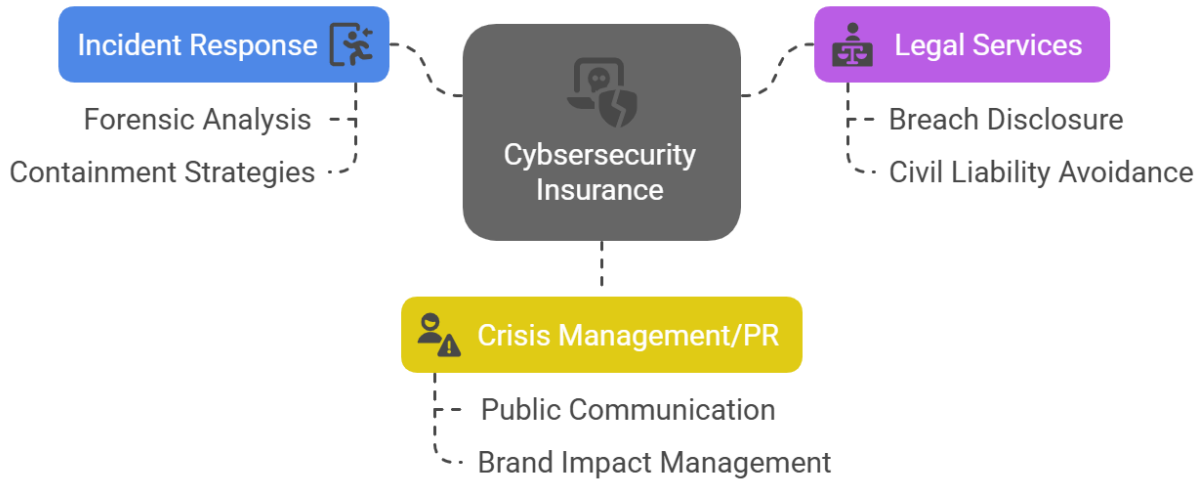 Incident Response
Forensic Analysis
Containment Strategies
Cybsersecurity
Insurance
Legal Services
Breach Disclosure
Civil Liability Avoidance
Crisis Management/PR
Public Communication
Brand Impact Management